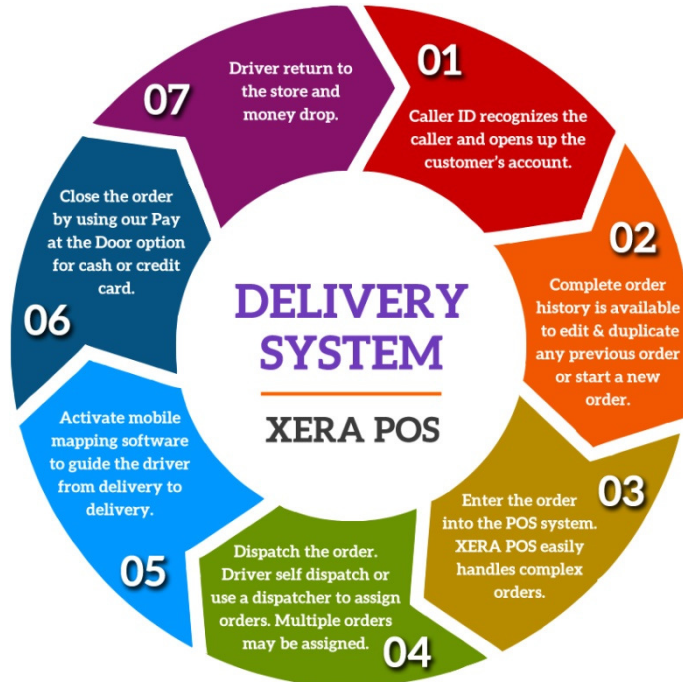 DELIVERY
SYSTEM
XERA POS
01
Caller ID recognizes the
caller and opens up the
customer's account.
02
Complete order
history is available
to edit & duplicate
any previous order
or start a new
order.
03
Enter the order
into the POS system.
XERA POS easily
handles complex
orders.
04
Dispatch the order.
Driver self dispatch or
use a dispatcher to assign
orders. Multiple orders
may be assigned.
05
Activate mobile
mapping software
to guide the driver
from delivery to
delivery.
06
Close the order
by using our Pay
at the Door option
for cash or credit
card.
07
Driver return to
the store and
money drop.